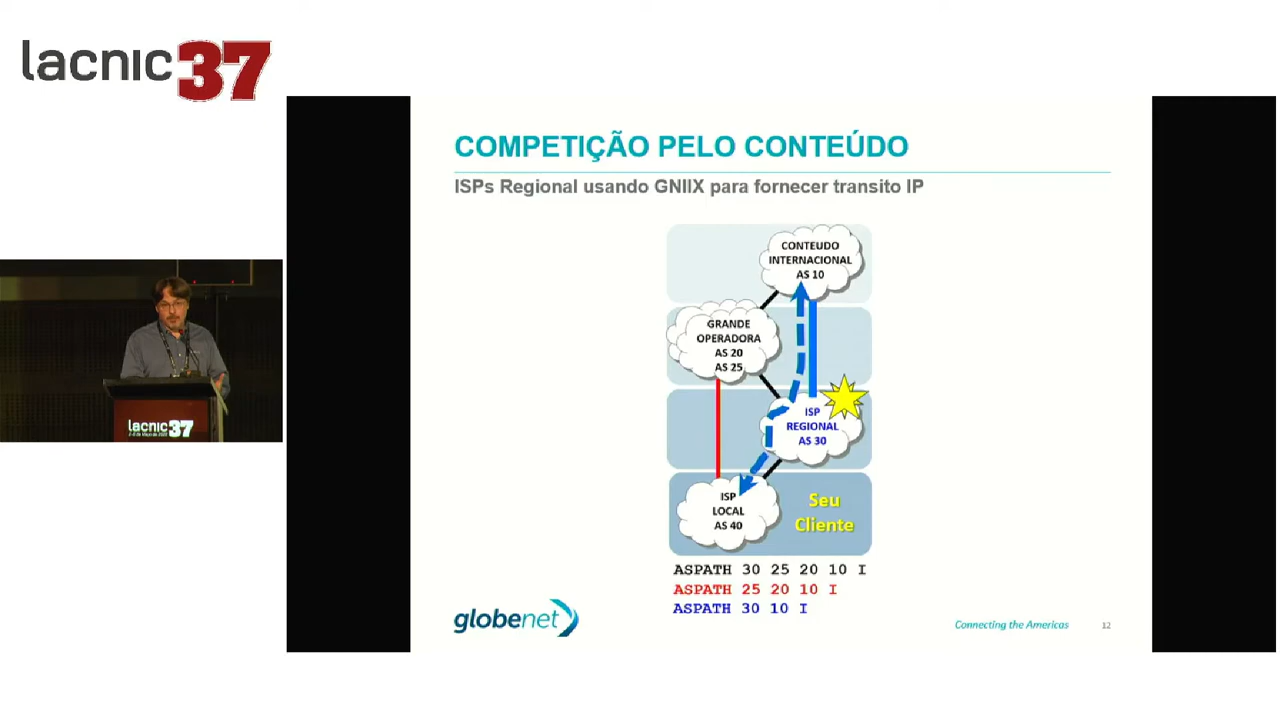 lacnic37
COMPETIÇÃO PELO CONTEÚDO
ISPs Regional usando GNIIX para fornecer transito IP
CONTEUDO
INTERNACIONAL
AS 10
GRANDE
OPERADORA
AS 20
AS 25
ISP
REGIONAL
AS 30
ISP
LOCAL
AS 40
Seu
Cliente
ASPATH 30 25 20 10 I
ASPATH 25 20 10 I
ASPATH 30 10 I
globenet
Connecting the Americas
12
lacnic37